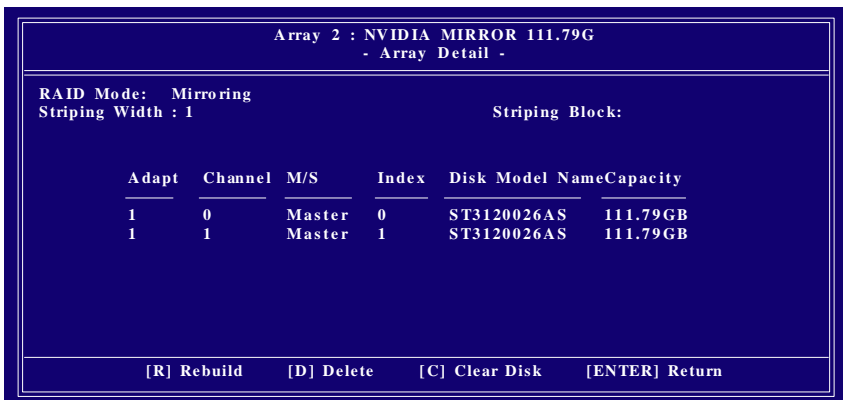 Array 2 : NVIDIA MIRROR 111.79G
- Array Detail -
RAID Mode: Mirroring
Striping Width : 1 Striping Block:
Adapt Channel M/S Index Disk Model NameCapacity
1 0 Master 0 ST3120026AS 111.79GB
1 1 Master 1 ST3120026AS 111.79GB
[R] Rebuild [D] Delete [C] Clear Disk [ENTER] Return